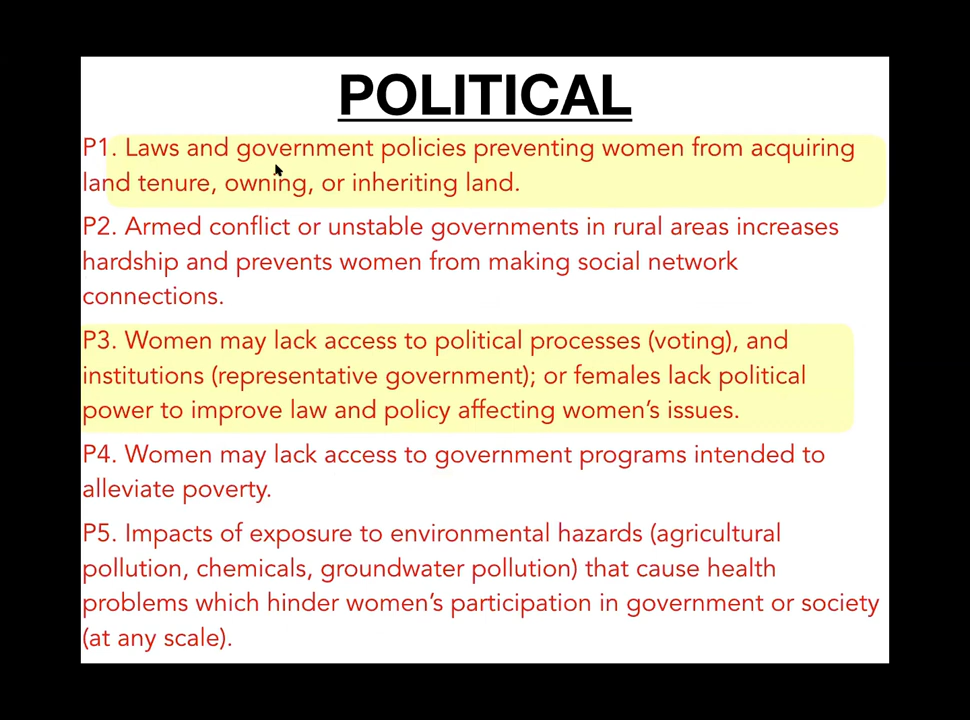 POLITICAL
P1. Laws and government policies preventing women from acquiring
land tenure, owning, or inheriting land.
P2. Armed conflict or unstable governments in rural areas increases
hardship and prevents women from making social network
connections.
P3. Women may lack access to political processes (voting), and
institutions (representative government); or females lack political
power to improve law and policy affecting women’s issues.
P4. Women may lack access to government programs intended to
alleviate poverty.
P5. Impacts of exposure to environmental hazards (agricultural
pollution, chemicals, groundwater pollution) that cause health
problems which hinder women’s participation in government or society
(at any scale).